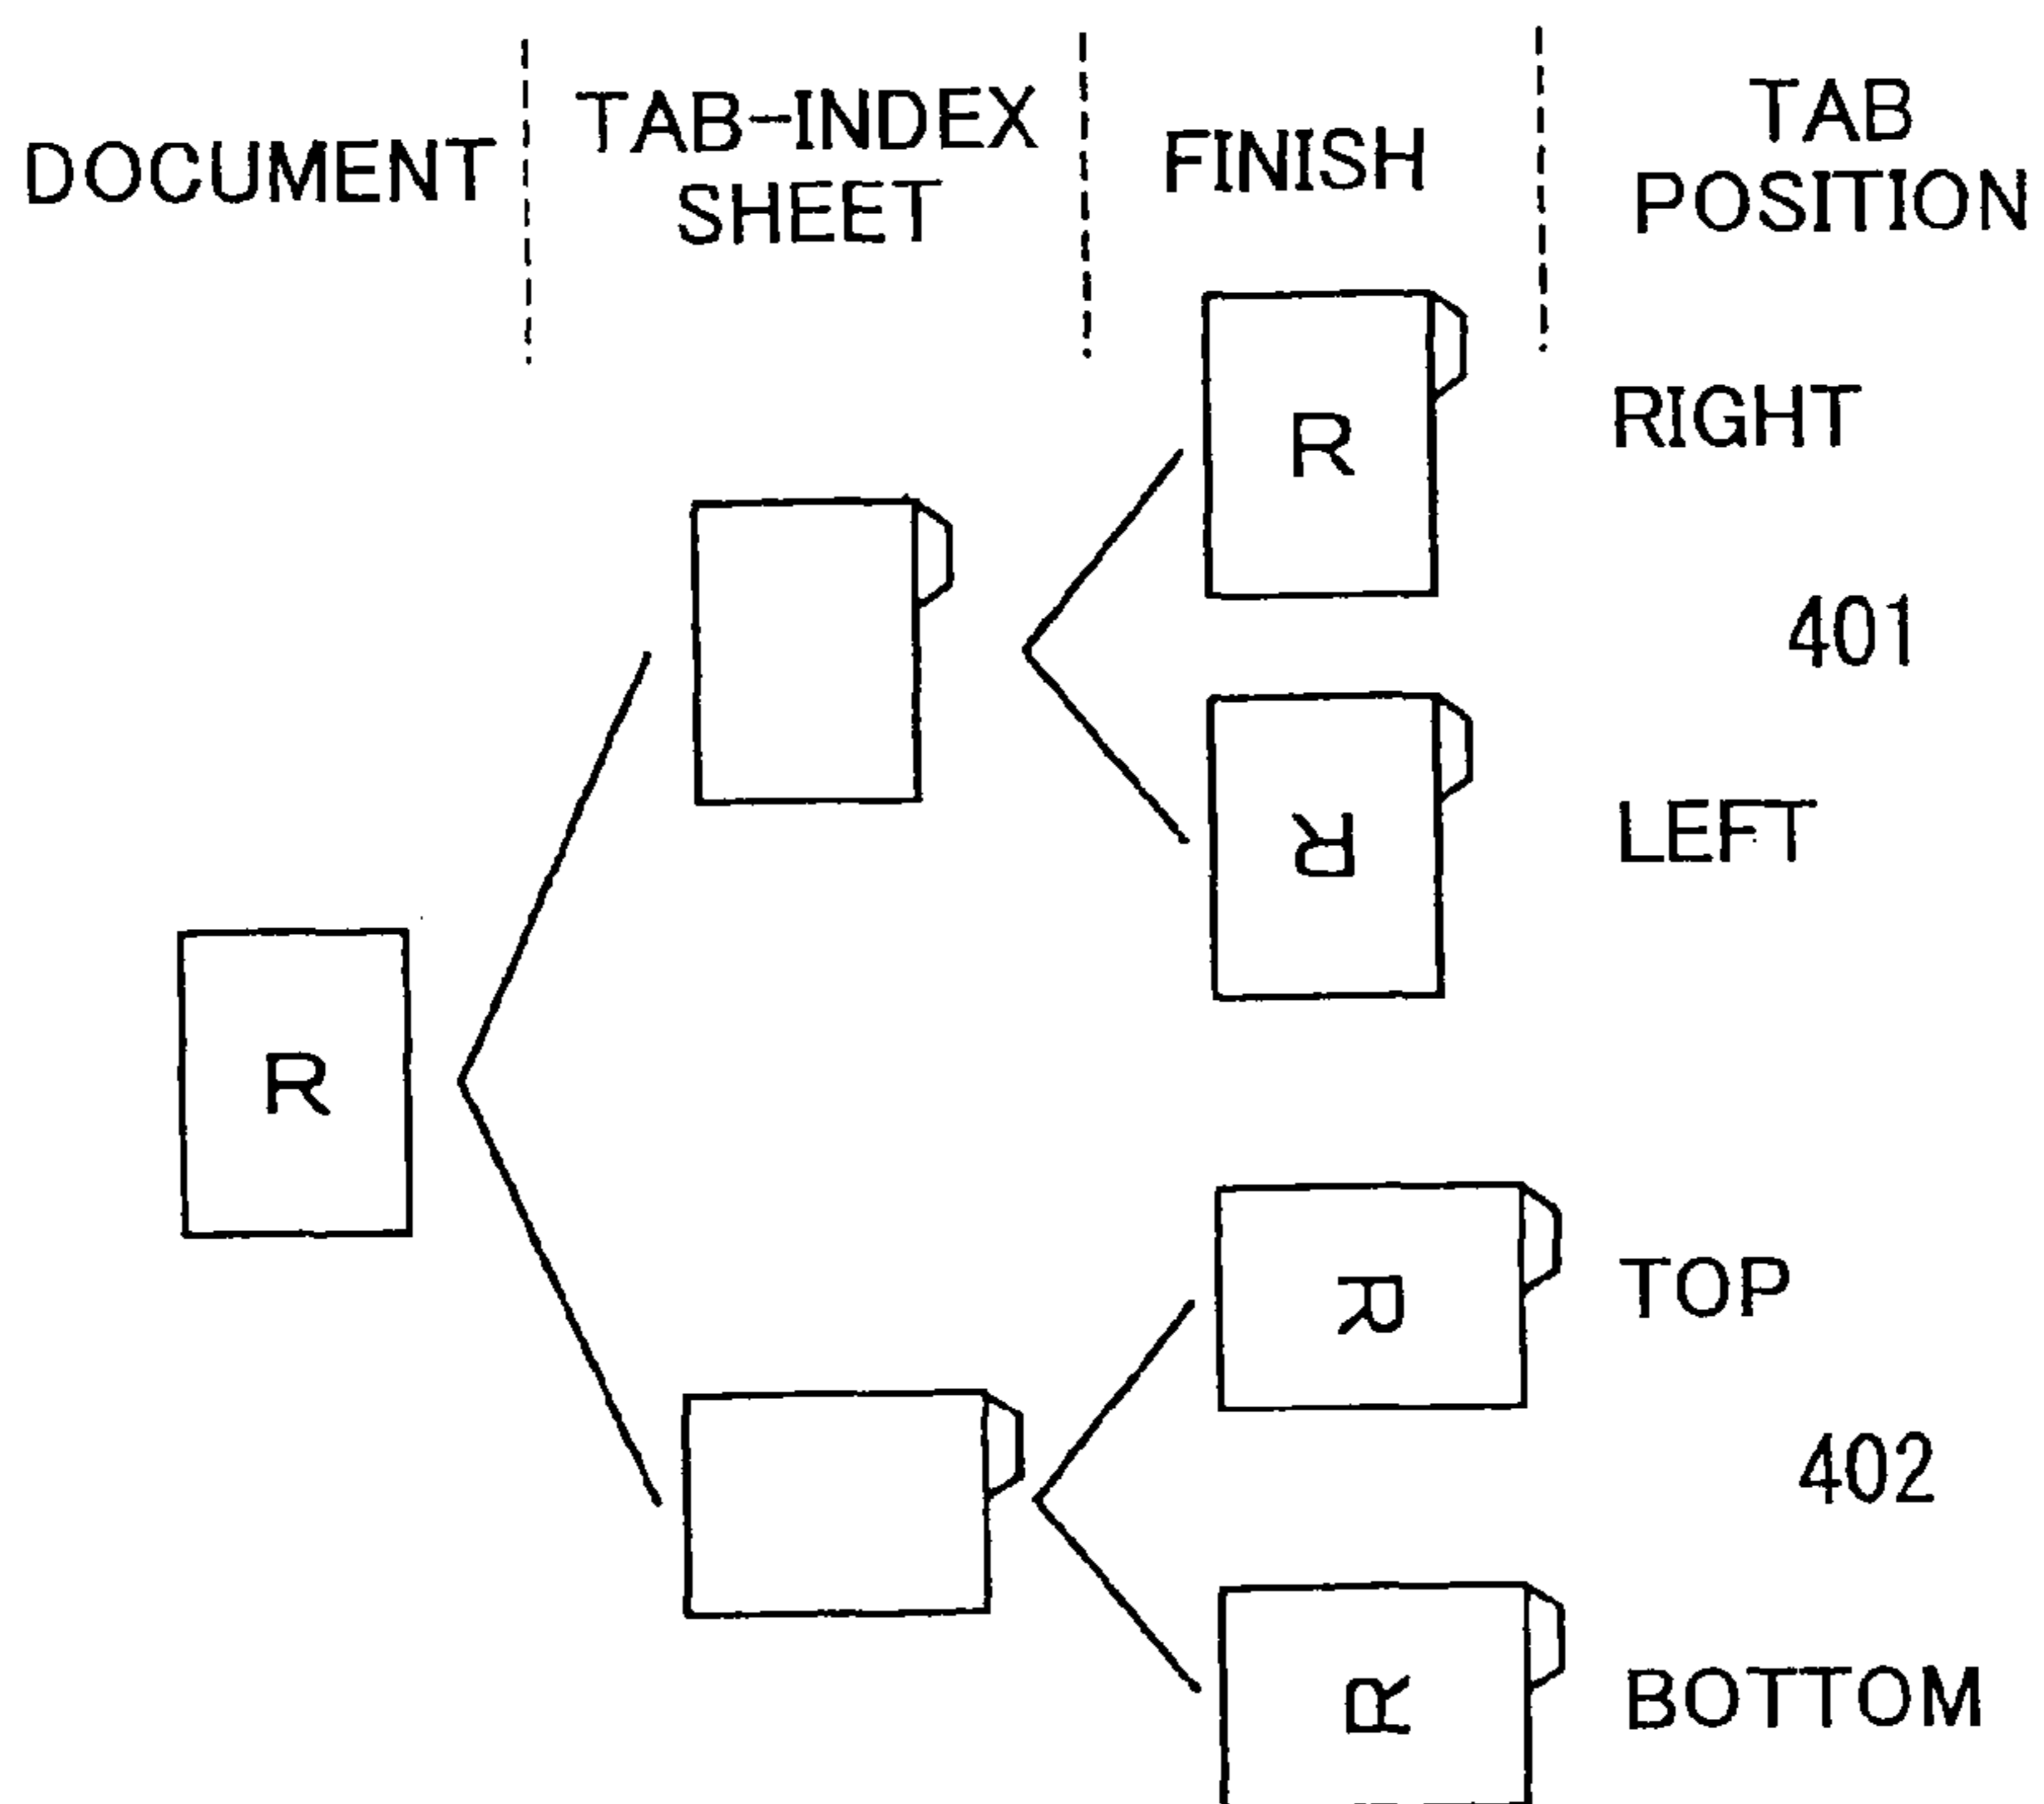 DOCUMENT
TAB-INDEX
SHEET
FINISH
TAB
POSITION
R
RIGHT
401
R
LEFT
R
R
TOP
402
R
BOTTOM